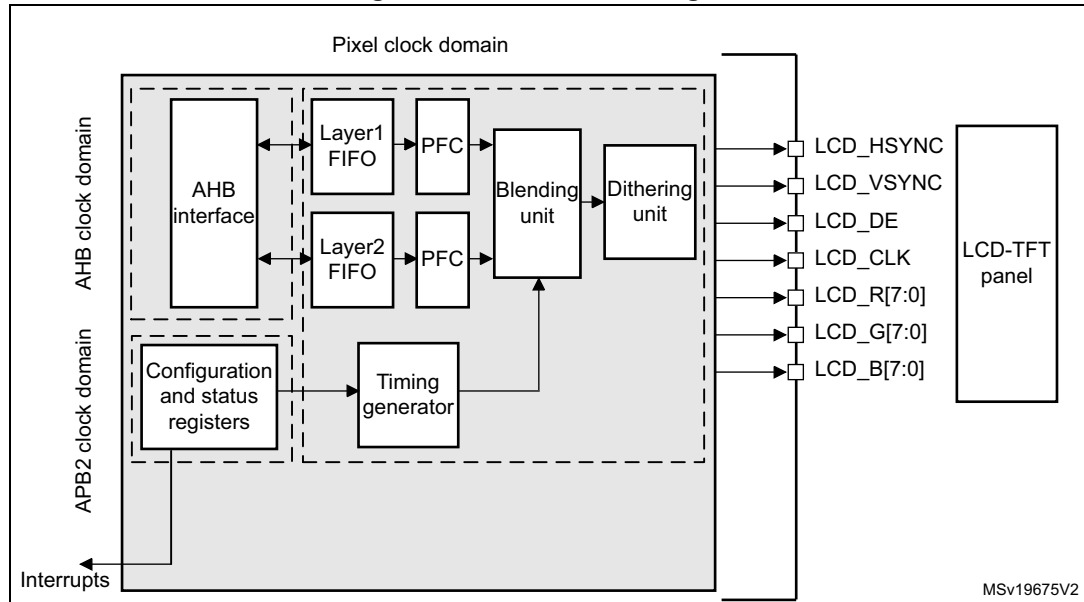 Pixel clock domain
AHB clock domain
APB2 clock domain
AHB
interface
Layer1
FIFO
PFC
Layer2
FIFO
PFC
Blending
unit
Dithering
unit
Configuration
and status
registers
Timing
generator
Interrupts
LCD_HSYNC
LCD_VSYNC
LCD_DE
LCD_CLK
LCD_R[7:0]
LCD_G[7:0]
LCD_B[7:0]
LCD-TFT
panel
MSv19675V2